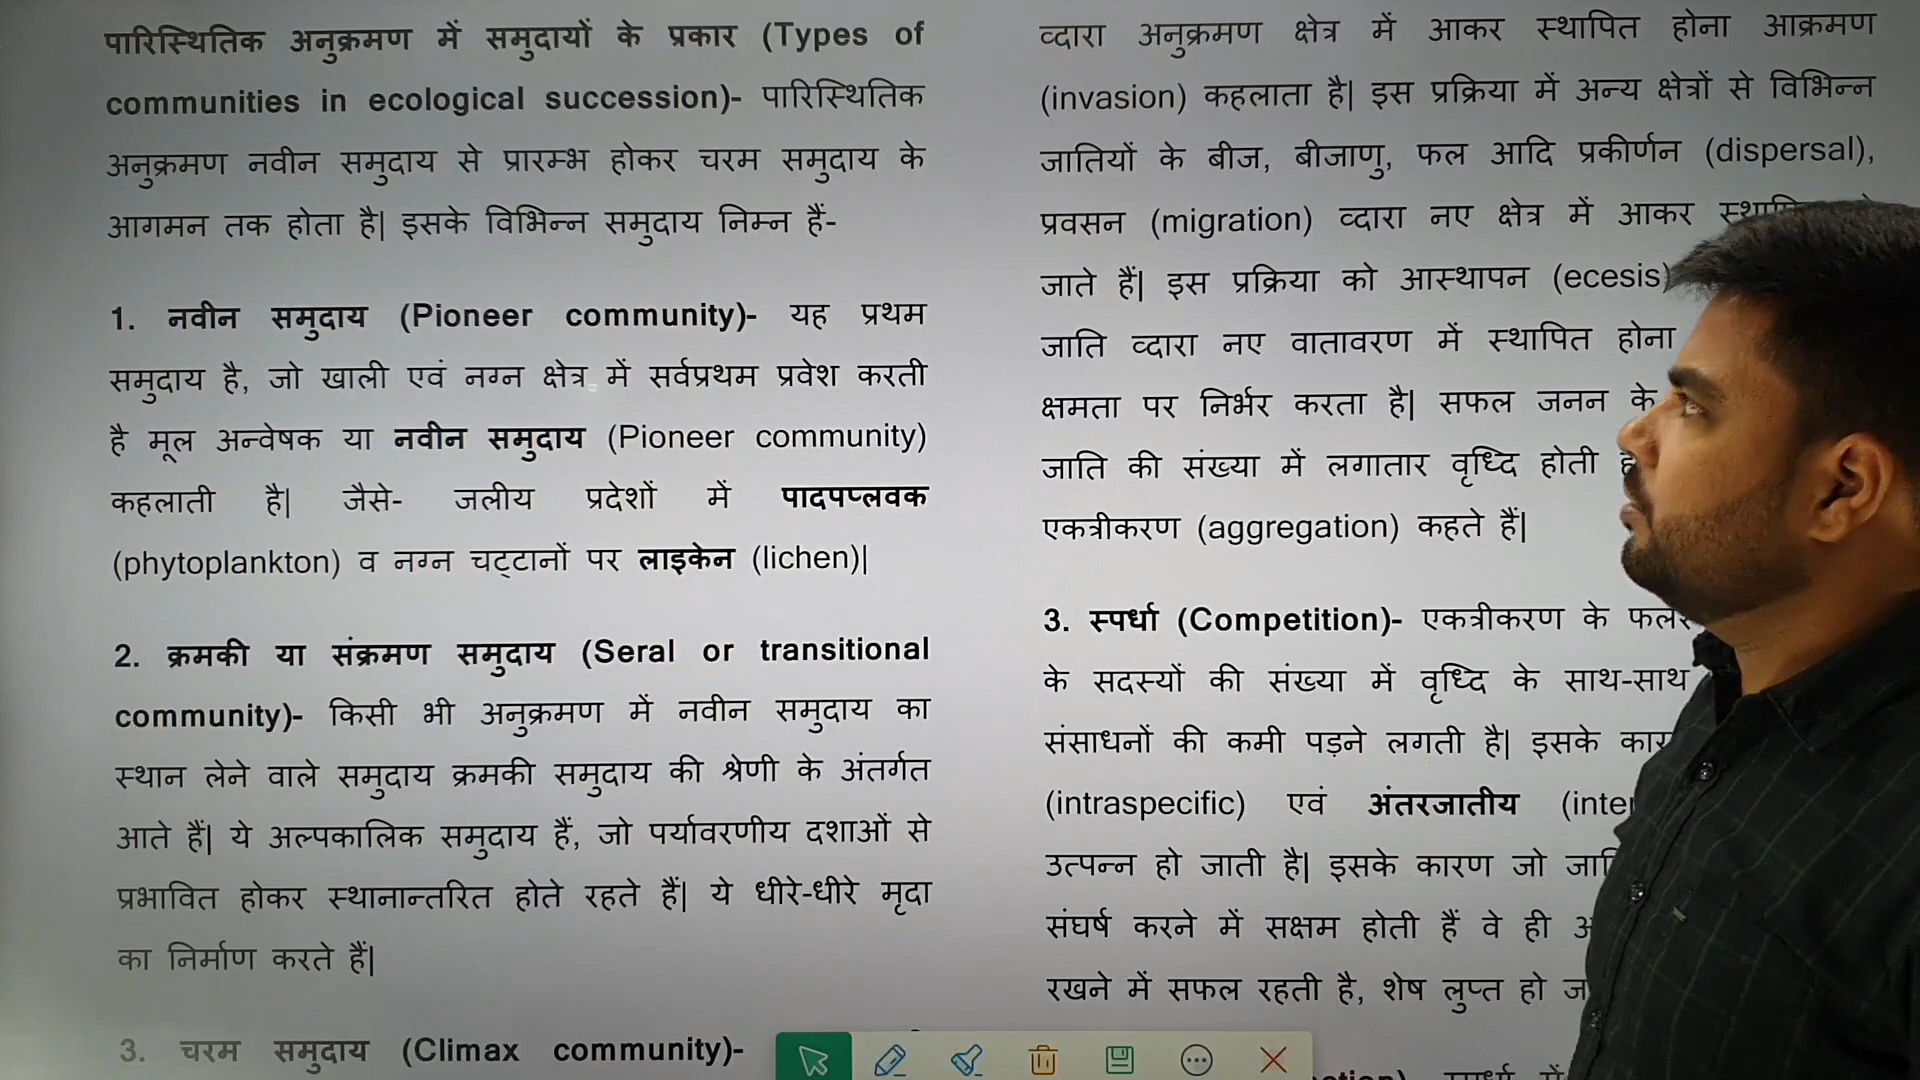 पारिस्थितिक अनुक्रमण में समुदायों के प्रकार (Types of
communities in ecological succession)- पारिस्थितिक
अनुक्रमण नवीन समुदाय से प्रारम्भ होकर चरम समुदाय के
आगमन तक होता है| इसके विभिन्न समुदाय निम्न हैं-
1. नवीन समुदाय (Pioneer community)- यह प्रथम
समुदाय है, जो खाली एवं नग्न क्षेत्र में सर्वप्रथम प्रवेश करती
है मूल अन्वेषक या नवीन समुदाय (Pioneer community)
कहलाती है| जैसे- जलीय प्रदेशों में पादपप्लवक
(phytoplankton) व नग्न चट्टानों पर लाइकेन (lichen)|
2. क्रमकी या संक्रमण समुदाय (Seral or transitional
community)- किसी भी अनुक्रमण में नवीन समुदाय का
स्थान लेने वाले समुदाय क्रमकी समुदाय की श्रेणी के अंतर्गत
आते हैं| ये अल्पकालिक समुदाय हैं, जो पर्यावरणीय दशाओं से
प्रभावित होकर स्थानान्तरित होते रहते हैं| ये धीरे-धीरे मृदा
का निर्माण करते हैं|
3. चरम समुदाय (Climax community)-
व्दारा अनुक्रमण क्षेत्र में आकर स्थापित होना आक्रमण
(invasion) कहलाता है| इस प्रक्रिया में अन्य क्षेत्रों से विभिन्न
जातियों के बीज, बीजाणु, फल आदि प्रकीर्णन (dispersal),
प्रवसन (migration) व्दारा नए क्षेत्र में आकर
जाते हैं| इस प्रक्रिया को आस्थापन (ecesis)
जाति व्दारा नए वातावरण में स्थापित होना
क्षमता पर निर्भर करता है| सफल जनन के
जाति की संख्या में लगातार वृध्दि होती
एकत्रीकरण (aggregation) कहते हैं|
3. स्पर्धा (Competition)- एकत्रीकरण के
के सदस्यों की संख्या में वृध्दि के साथ-साथ
संसाधनों की कमी पड़ने लगती है| इसके
(intraspecific) एवं अंतरजातीय
उत्पन्न हो जाती है| इसके कारण जो
संघर्ष करने में सक्षम होती हैं वे ही
रखने में सफल रहती है, शेष लुप्त हो